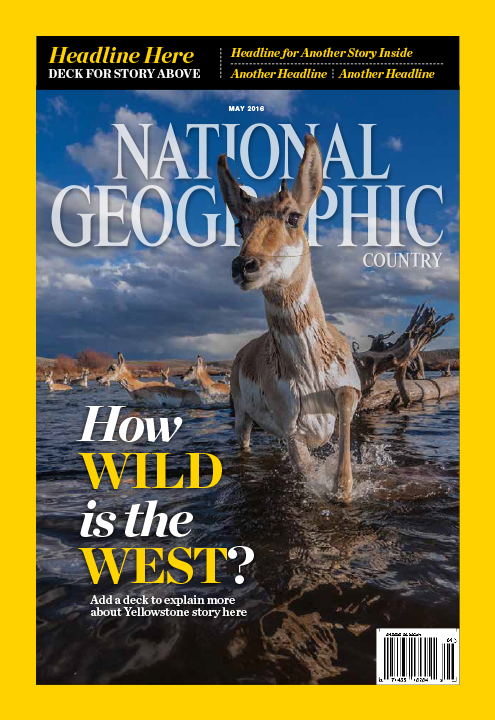 Headline Here
DECK FOR STORY ABOVE
Headline for Another Story Inside
Another Headline
Another Headline
MAY 2016
NATIONAL
GEOGRAPHIC
COUNTRY
How
WILD
is the
WEST?
Add a deck to explain more
about Yellowstone story here